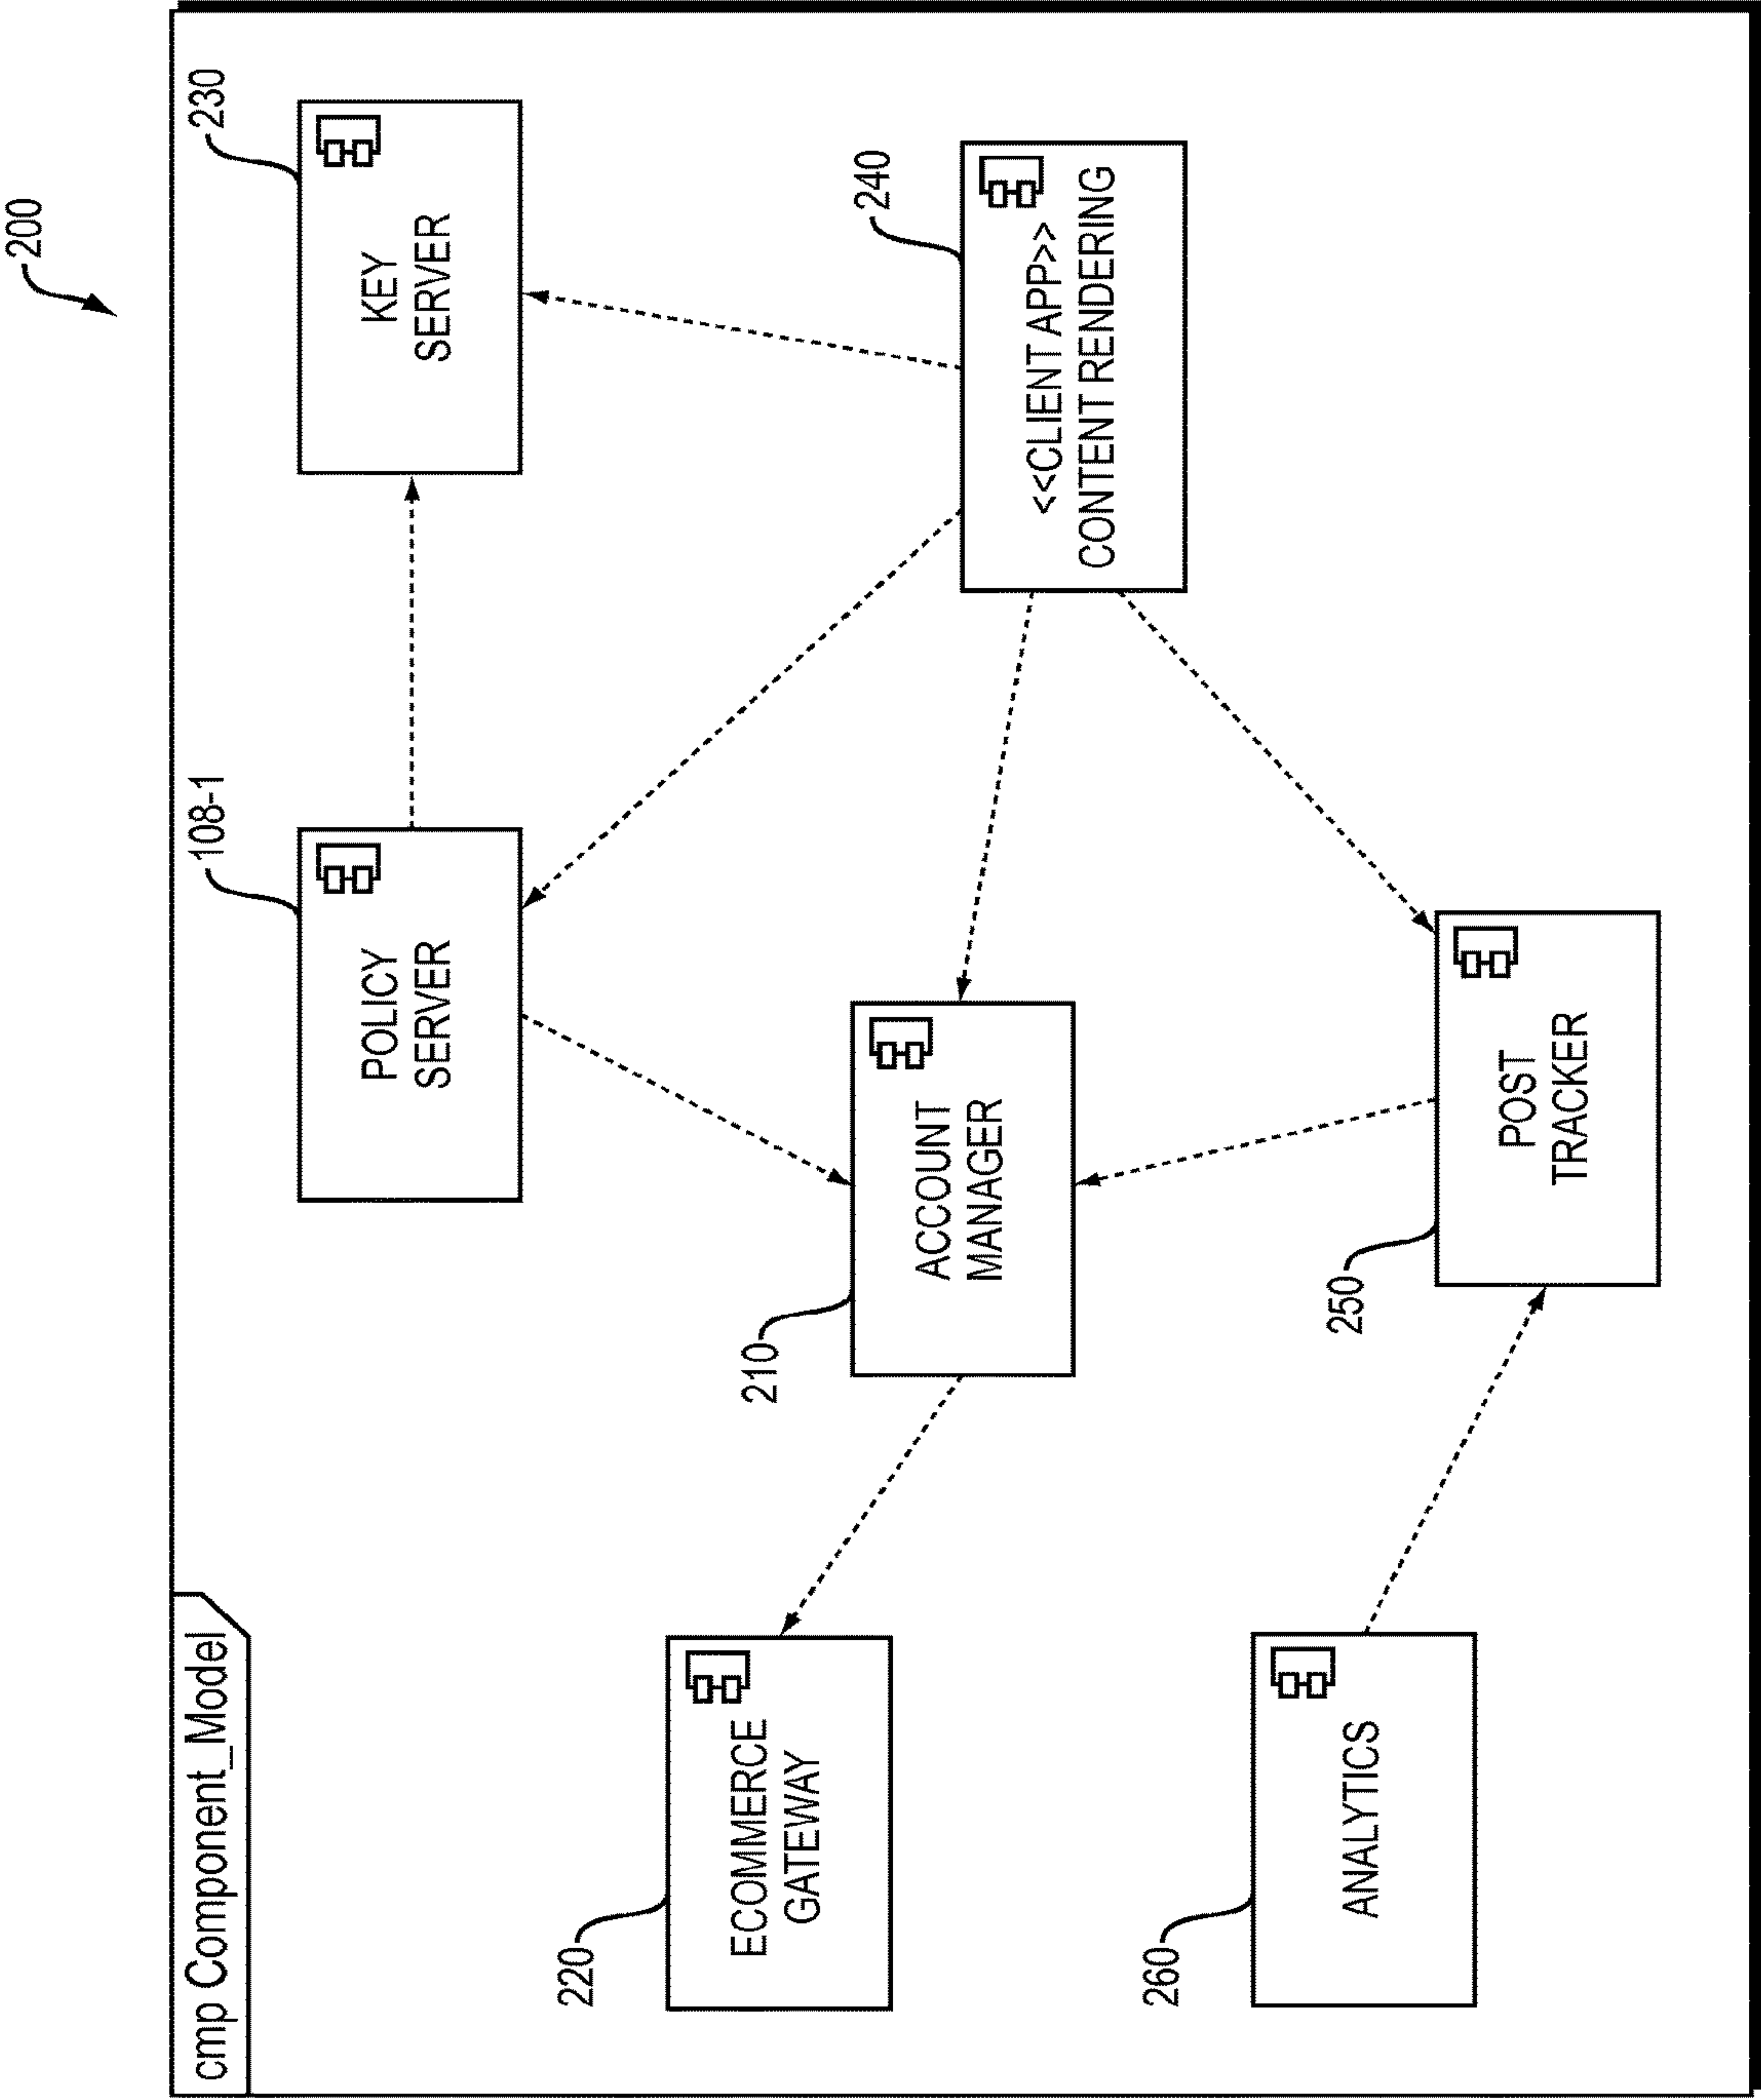 200
cmp Component_Model
108-1
POLICY
SERVER
230
KEY
SERVER
220
ECOMMERCE
GATEWAY
210
ACCOUNT
MANAGER
240
<<CLIENT APP>>
CONTENT RENDERING
260
ANALYTICS
250
POST
TRACKER